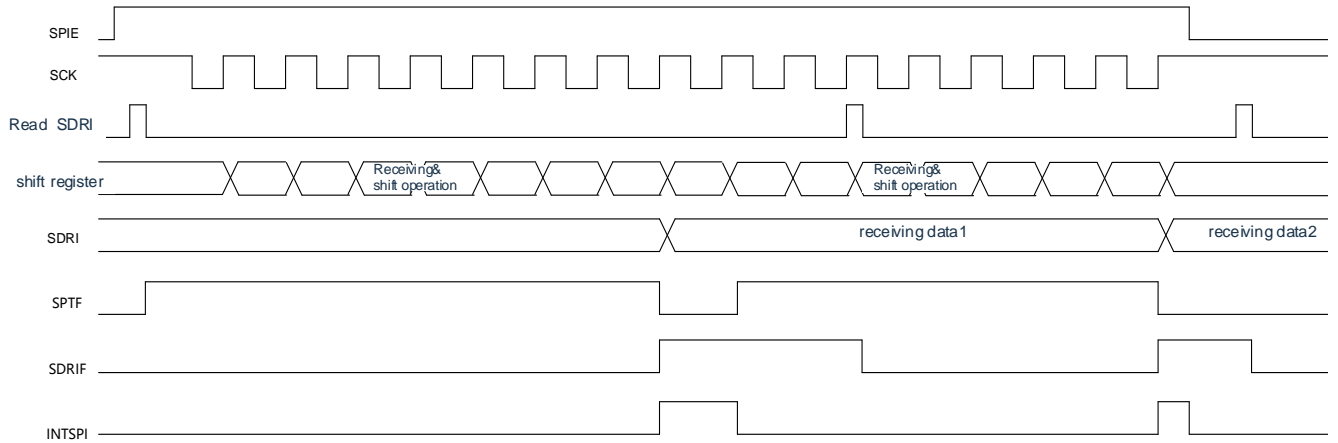 SPIE
SCK
Read SDRI
shift register
Receiving&
shift operation
Receiving&
shift operation
SDRI
receiving data1
receiving data2
SPTF
SDRIF
INTSPI